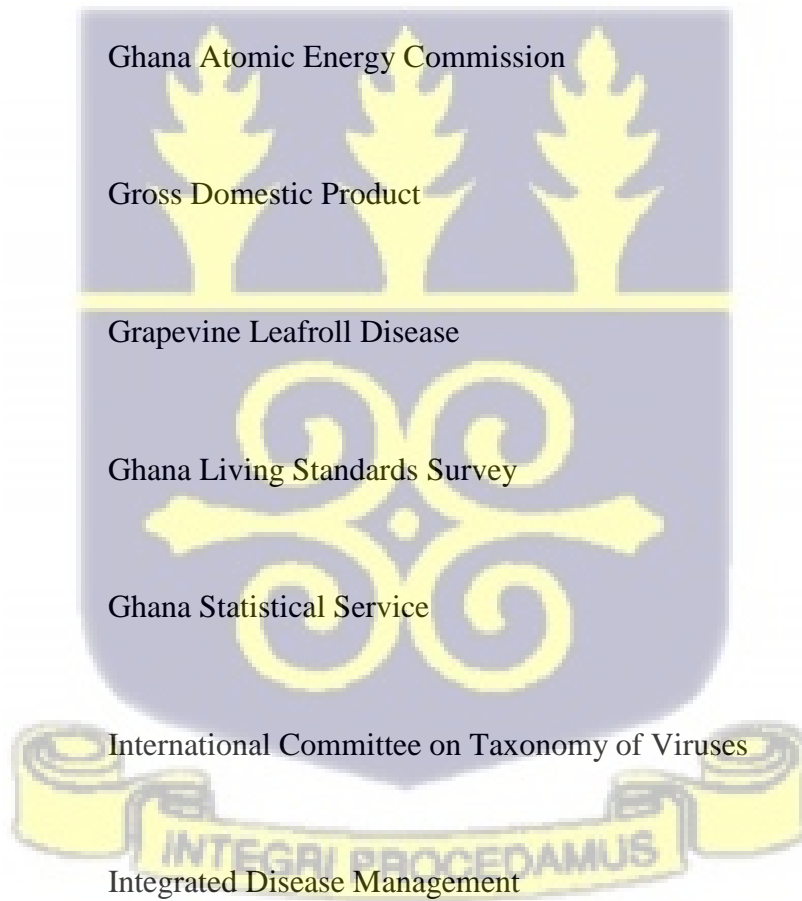 Ghana Atomic Energy Commission
Gross Domestic Product
Grapevine Leafroll Disease
Ghana Living Standards Survey
Ghana Statistical Service
International Committee on Taxonomy of Viruses
INTEGRI PROCEDAMUS
Integrated Disease Management